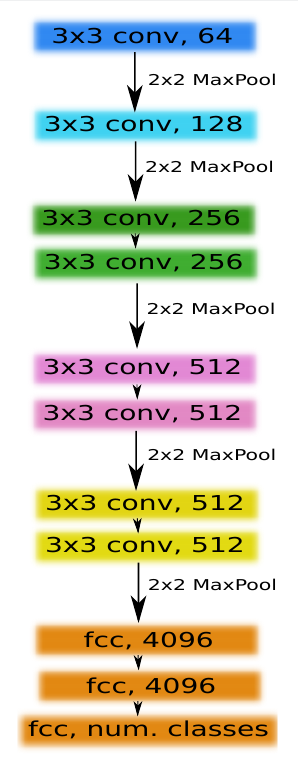 3x3 conv, 64
2x2 MaxPool
3x3 conv, 128
2x2 MaxPool
3x3 conv, 256
3x3 conv, 256
2x2 MaxPool
3x3 conv, 512
3x3 conv, 512
2x2 MaxPool
3x3 conv, 512
3x3 conv, 512
2x2 MaxPool
fcc, 4096
fcc, 4096
fcc, num. classes